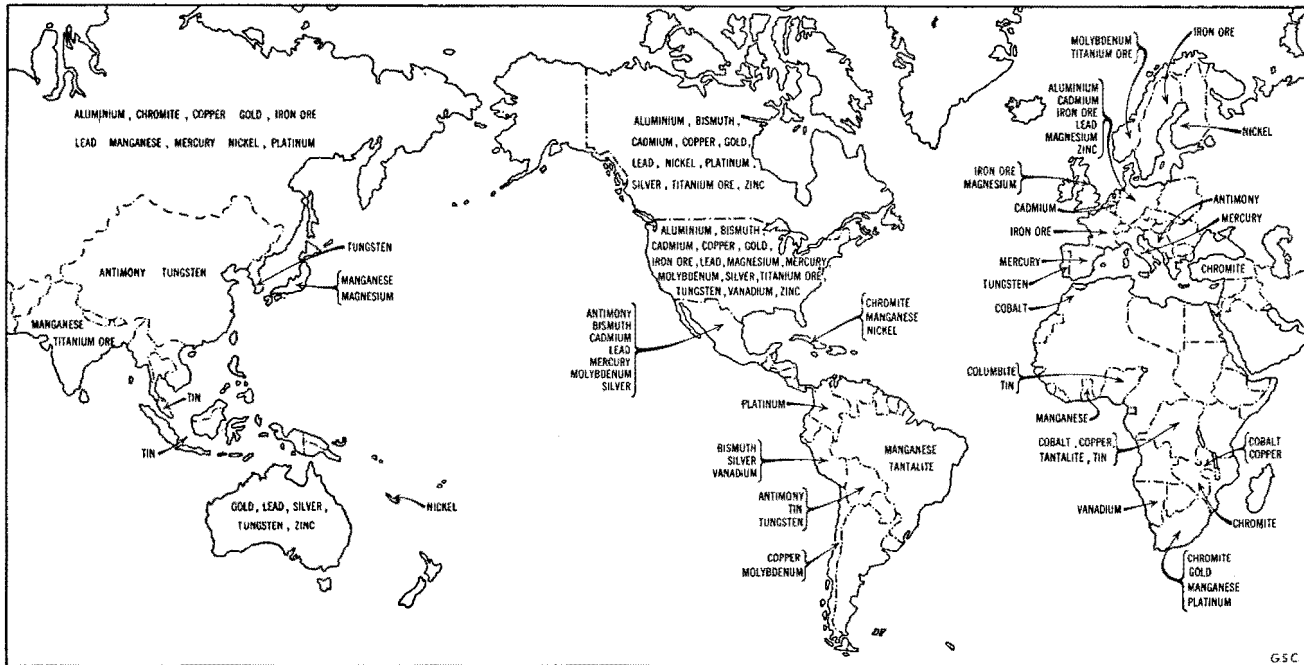 ALUMINIUM , CHROMITE , COPPER GOLD , IRON ORE
LEAD MANGANESE , MERCURY NICKEL , PLATINUM
ANTIMONY TUNGSTEN
TUNGSTEN
MANGANESE
MAGNESIUM
MANGANESE
TITANIUM ORE
TIN
TIN
GOLD , LEAD , SILVER ,
TUNGSTEN , ZINC
NICKEL
ALUMINIUM , BISMUTH ,
CADMIUM , COPPER , GOLD ,
LEAD , NICKEL , PLATINUM ,
SILVER , TITANIUM ORE , ZINC
ALUMINIUM , BISMUTH
CADMIUM , COPPER , GOLD ,
IRON ORE , LEAD , MAGNESIUM , MERCURY
MOLYBDENUM , SILVER , TITANIUM ORE
TUNGSTEN , VANADIUM , ZINC
ANTIMONY
BISMUTH
CADMIUM
LEAD
MERCURY
MOLYBDENUM
SILVER
CHROMITE
MANGANESE
NICKEL
PLATINUM
BISMUTH
SILVER
VANADIUM
MANGANESE
TANTALITE
ANTIMONY
TIN
TUNGSTEN
COPPER
MOLYBDENUM
MOLYBDENUM
TITANIUM ORE
IRON ORE
ALUMINIUM
CADMIUM
IRON ORE
LEAD
MAGNESIUM
ZINC
NICKEL
IRON ORE
MAGNESIUM
CADMIUM
ANTIMONY
MERCURY
IRON ORE
MERCURY
TUNGSTEN
CHROMITE
COBALT
COLUMBITE
TIN
MANGANESE
COBALT , COPPER
TANTALITE , TIN
COBALT
COPPER
VANADIUM
CHROMITE
CHROMITE
GOLD
MANGANESE
PLATINUM
GSC